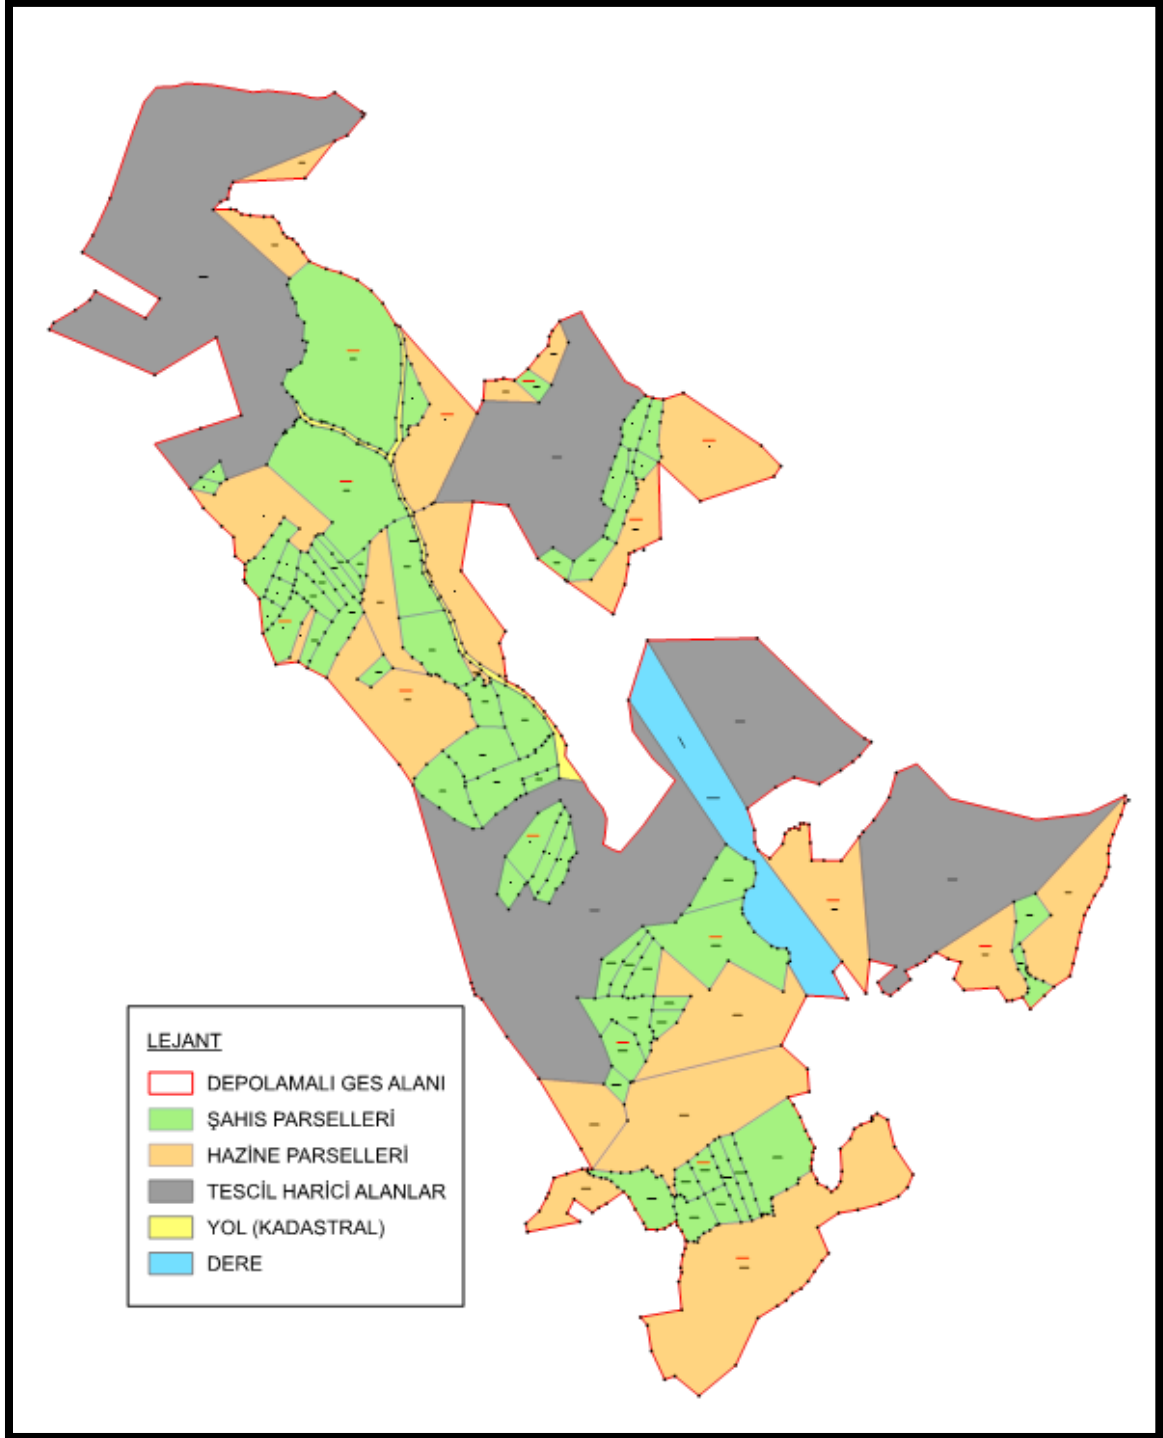 LEJANT
DEPOLAMALI GES ALANI
ŞAHIS PARSELLERİ
HAZİNE PARSELLERİ
TESCİL HARİCİ ALANLAR
YOL (KADASTRAL)
DERE